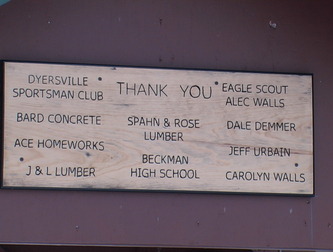 THANK YOU
DYERSVILLE
SPORTSMAN CLUB
BARD CONCRETE
ACE HOMEWORKS
J & L LUMBER
SPAHN & ROSE
LUMBER
BECKMAN
HIGH SCHOOL
EAGLE SCOUT
ALEC WALLS
DALE DEMMER
JEFF URBAIN
CAROLYN WALLS